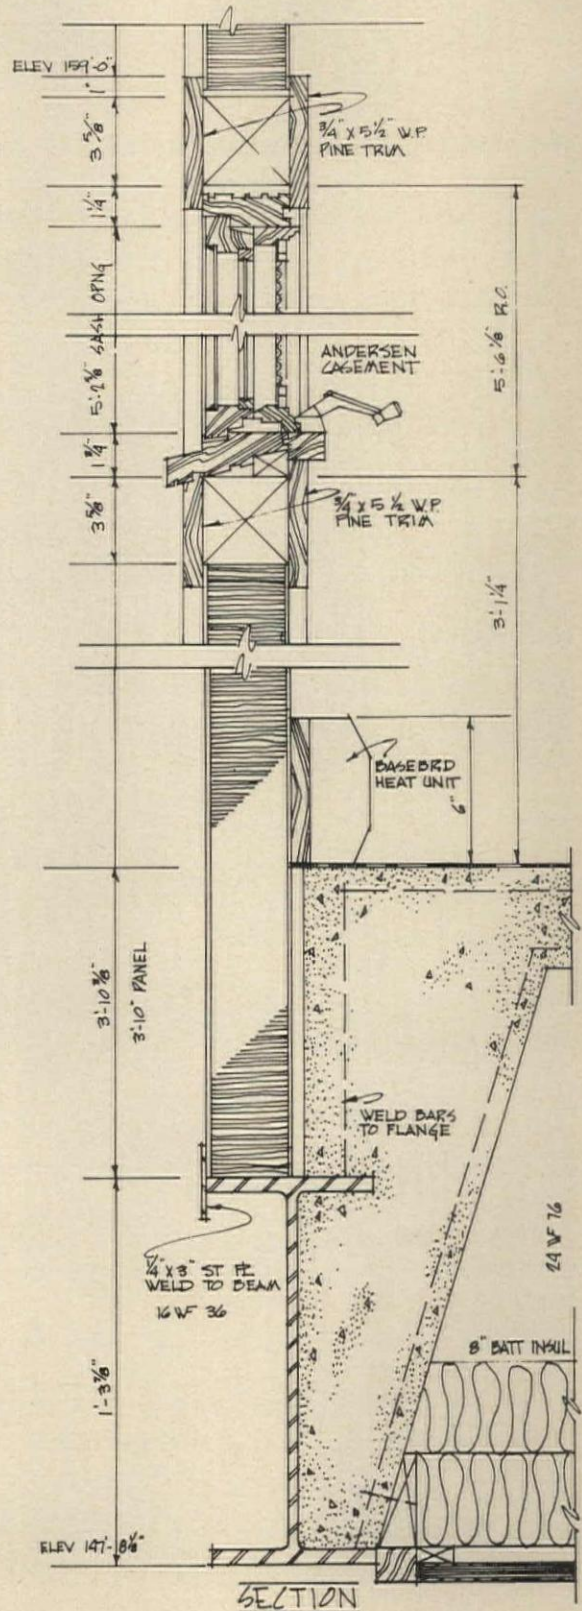 ELEV 159'-0"
1"
3 5/8"
3/4" x 5 1/2" W.P.
PINE TRIM
1 1/4"
5'-2 7/8" SASH OPNG
ANDERSEN
CASEMENT
5'-6 1/8" R.O.
1 3/4"
3 5/8"
3/4" x 5 1/2 W.P.
PINE TRIM
3'-1 1/4"
BASEBRD
HEAT UNIT
6"
3'-10 3/8"
3'-10" PANEL
WELD BARS
TO FLANGE
1/4" x 3" ST PL
WELD TO BEAM
16 WF 36
24 WF 76
8" BATT INSUL
1'-3 7/8"
ELEV 147'-8 1/2"
SECTION